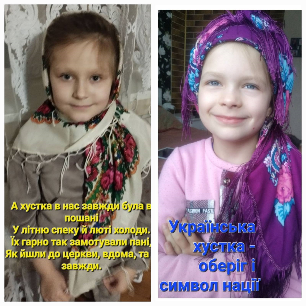 А хустка в нас завжди була в
пошані
У літню спеку й люті холоди.
Їх гарно так замотували пані,
Як йшли до церкви, вдома, та
завжди.
Українська
хустка -
оберіг і
символ нації